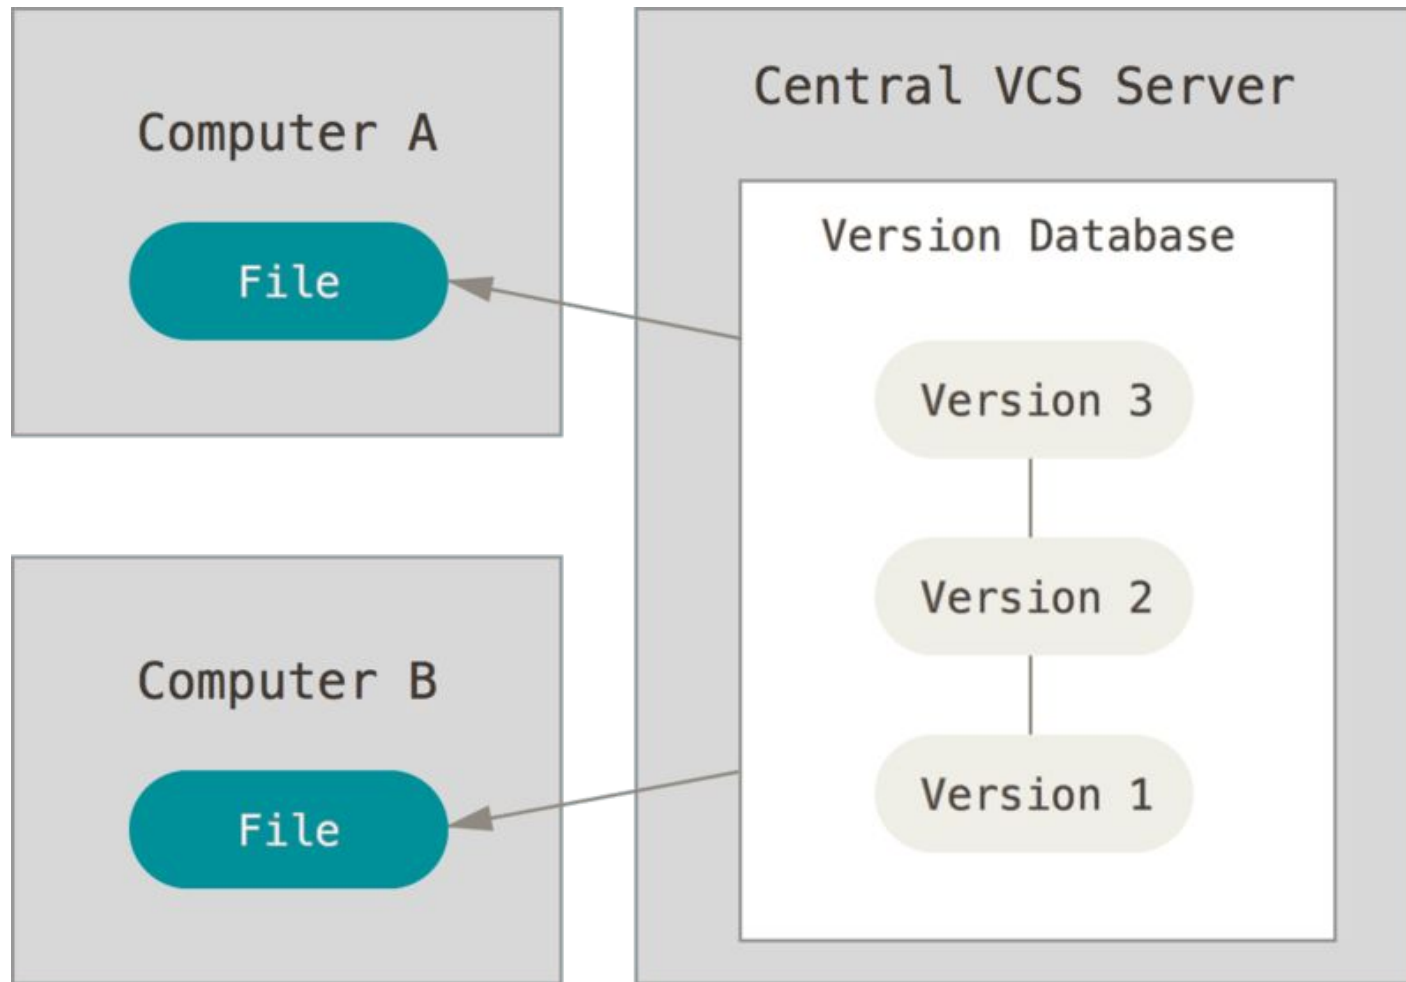 Computer A
File
Computer B
File
Central VCS Server
Version Database
Version 3
Version 2
Version 1